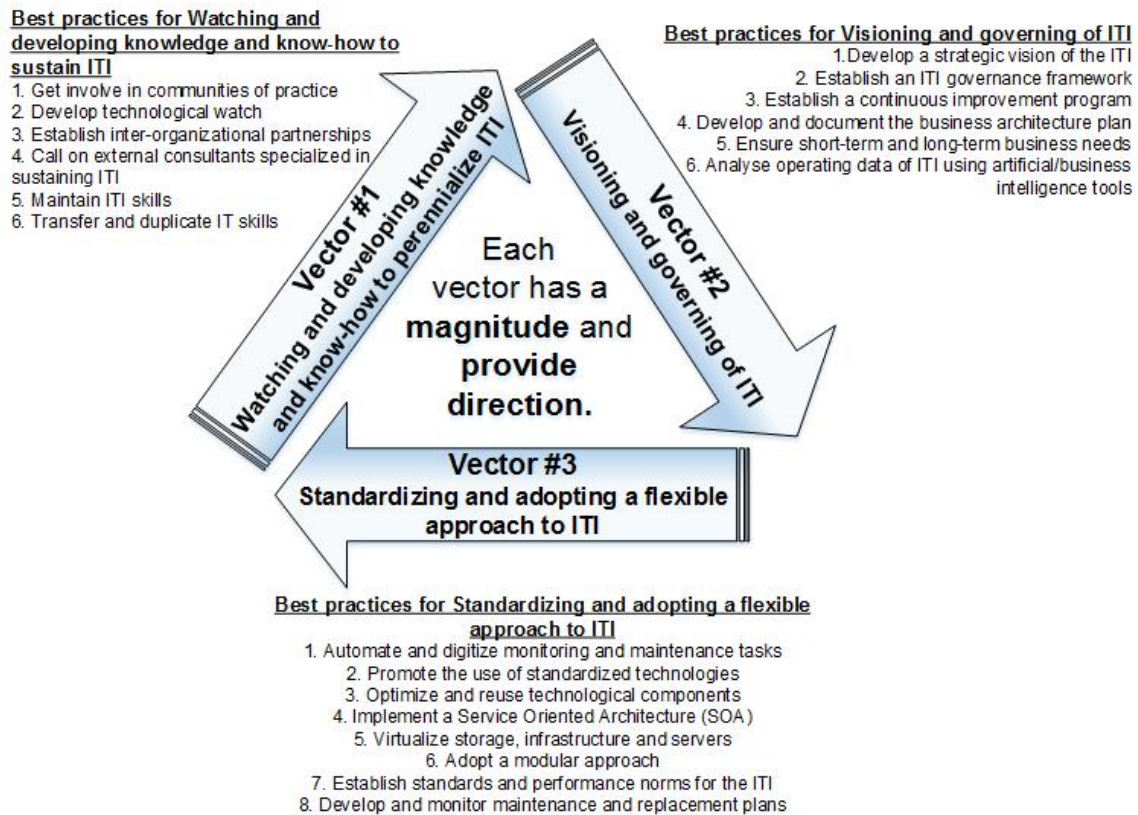 Best practices for Watching and
developing knowledge and know-how to
sustain ITI
1. Get involve in communities of practice
2. Develop technological watch
3. Establish inter-organizational partnerships
4. Call on external consultants specialized in
sustaining ITI
5. Maintain ITI skills
6. Transfer and duplicate IT skills
Best practices for Visioning and governing of ITI
1.Develop a strategic vision of the ITI
2. Establish an ITI governance framework
3. Establish a continuous improvement program
4. Develop and document the business architecture plan
5. Ensure short-term and long-term business needs
6. Analyse operating data of ITI using artificial/business
intelligence tools
Vector #1
Watching and developing knowledge
and know-how to perennialize ITI
Vector #2
Visioning and governing of ITI
Each
vector has a
magnitude and
provide
direction.
Vector #3
Standardizing and adopting a flexible
approach to ITI
Best practices for Standardizing and adopting a flexible
approach to ITI
1. Automate and digitize monitoring and maintenance tasks
2. Promote the use of standardized technologies
3. Optimize and reuse technological components
4. Implement a Service Oriented Architecture (SOA)
5. Virtualize storage, infrastructure and servers
6. Adopt a modular approach
7. Establish standards and performance norms for the ITI
8. Develop and monitor maintenance and replacement plans